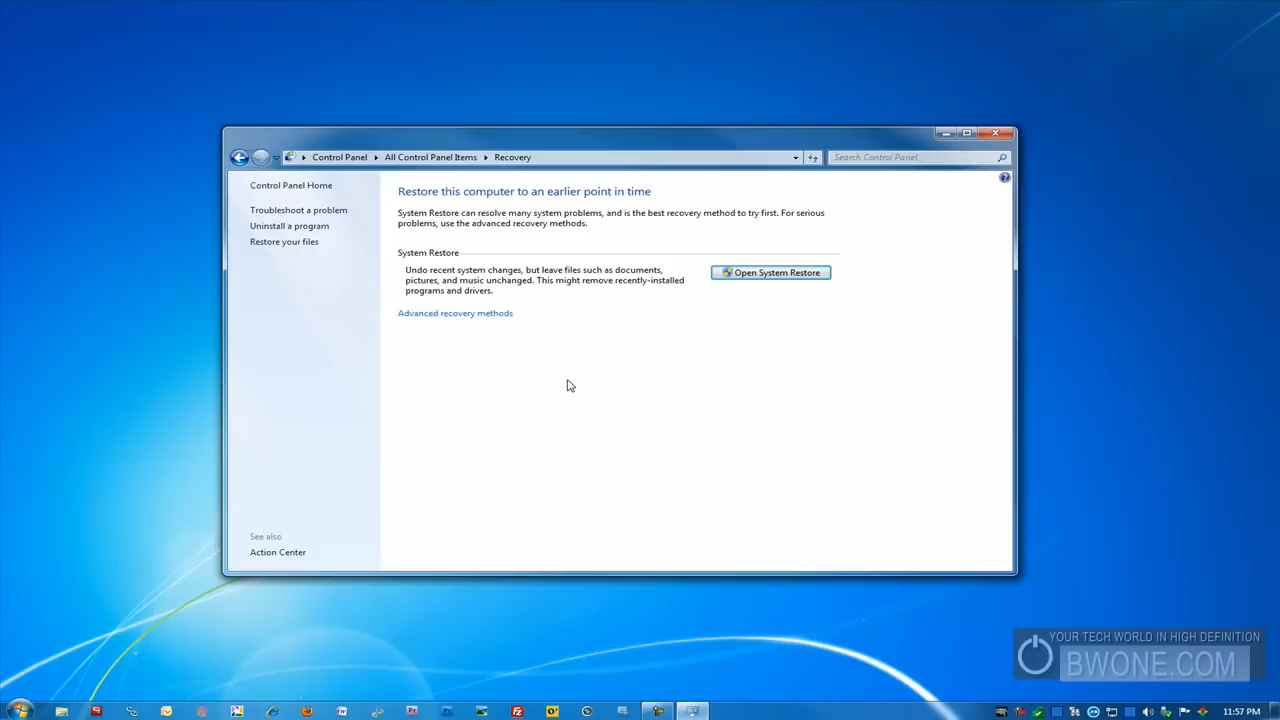 Control Panel
All Control Panel Items
Recovery
Search Control Panel
Control Panel Home
Troubleshoot a problem
Uninstall a program
Restore your files
See also
Action Center
Restore this computer to an earlier point in time
System Restore can resolve many system problems, and is the best recovery method to try first. For serious
problems, use the advanced recovery methods.
System Restore
Undo recent system changes, but leave files such as documents,
pictures, and music unchanged. This might remove recently-installed
programs and drivers.
Open System Restore
Advanced recovery methods
YOUR TECH WORLD IN HIGH DEFINITION
BWONE.COM
11:57 PM